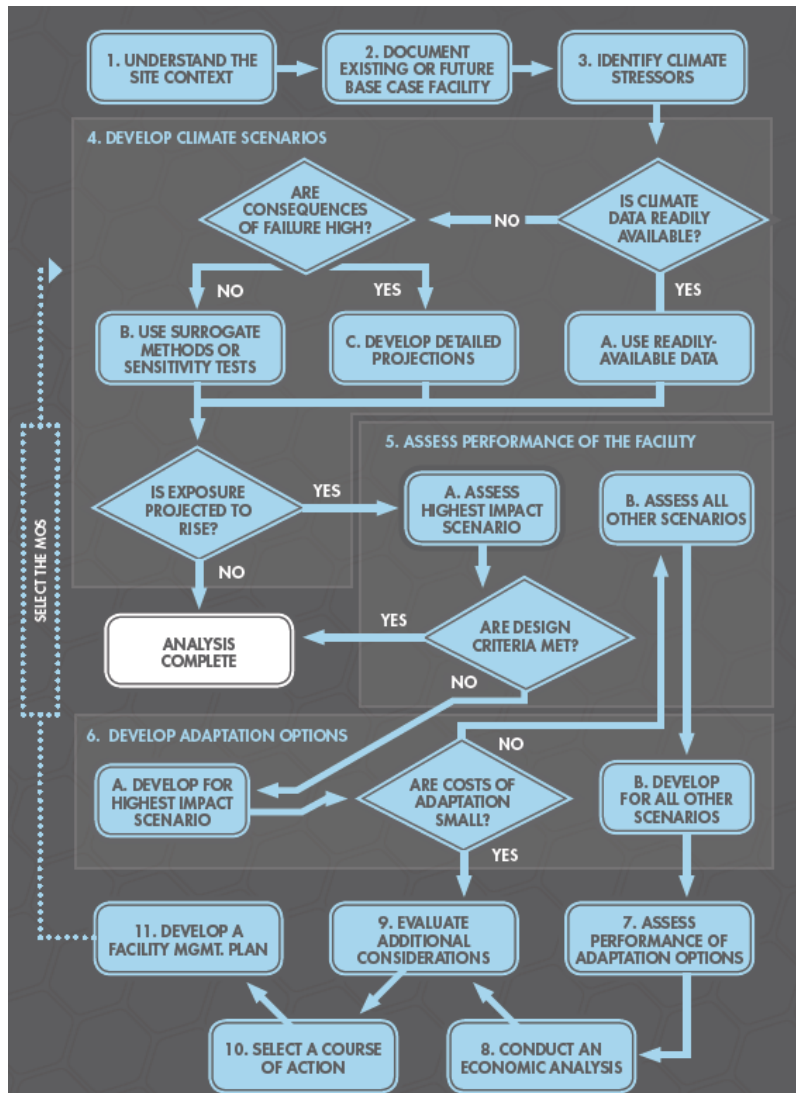 1. UNDERSTAND THE
SITE CONTEXT
2. DOCUMENT
EXISTING OR FUTURE
BASE CASE FACILITY
3. IDENTIFY CLIMATE
STRESSORS
4. DEVELOP CLIMATE SCENARIOS
ARE
CONSEQUENCES
OF FAILURE HIGH?
NO
IS CLIMATE
DATA READILY
AVAILABLE?
NO
YES
YES
B. USE SURROGATE
METHODS OR
SENSITIVITY TESTS
C. DEVELOP DETAILED
PROJECTIONS
A. USE READILY-
AVAILABLE DATA
5. ASSESS PERFORMANCE OF THE FACILITY
IS EXPOSURE
PROJECTED TO
RISE?
YES
A. ASSESS
HIGHEST IMPACT
SCENARIO
B. ASSESS ALL
OTHER SCENARIOS
SELECT THE MOS
NO
ANALYSIS
COMPLETE
YES
ARE DESIGN
CRITERIA MET?
NO
6. DEVELOP ADAPTATION OPTIONS
NO
A. DEVELOP FOR
HIGHEST IMPACT
SCENARIO
ARE COSTS OF
ADAPTATION
SMALL?
B. DEVELOP
FOR ALL OTHER
SCENARIOS
YES
11. DEVELOP A
FACILITY MGMT. PLAN
9. EVALUATE
ADDITIONAL
CONSIDERATIONS
7. ASSESS
PERFORMANCE OF
ADAPTATION OPTIONS
10. SELECT A COURSE
OF ACTION
8. CONDUCT AN
ECONOMIC ANALYSIS